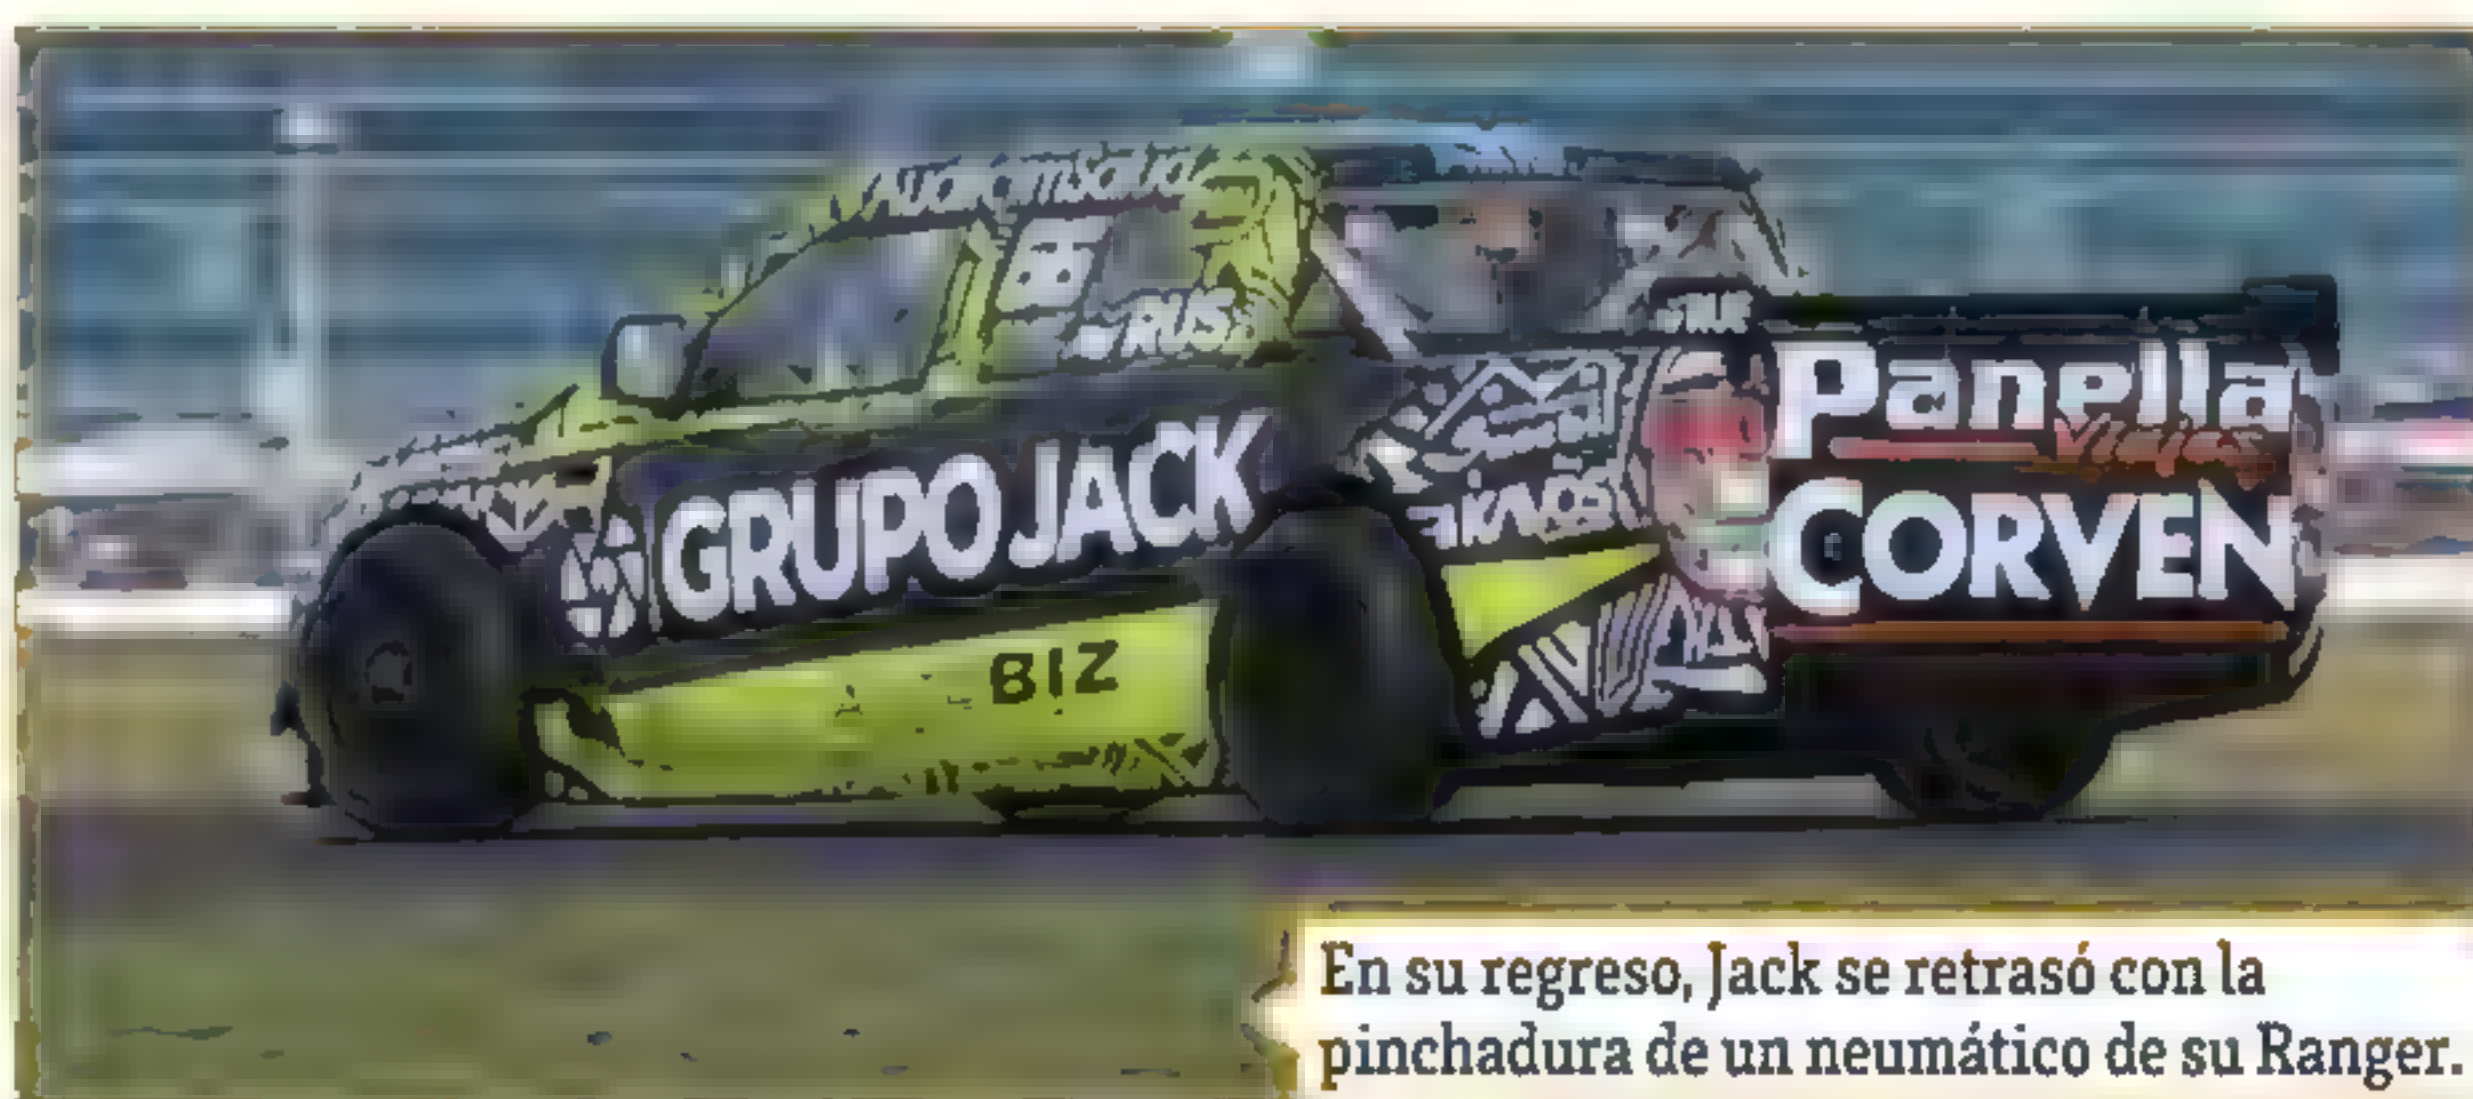 RUS
Panella
GRUPO JACK
CORVEN
BIZ
En su regreso, Jack se retrasó con la
pinchadura de un neumático de su Ranger.